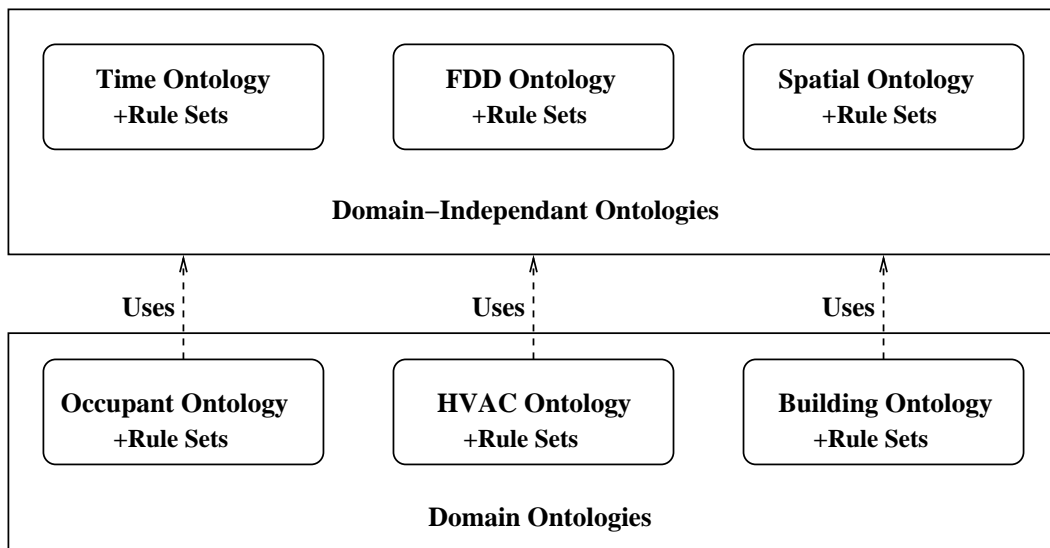 Time Ontology
+Rule Sets
FDD Ontology
+Rule Sets
Spatial Ontology
+Rule Sets
Domain−Independant Ontologies
Uses
Uses
Uses
Occupant Ontology
+Rule Sets
HVAC Ontology
+Rule Sets
Building Ontology
+Rule Sets
Domain Ontologies